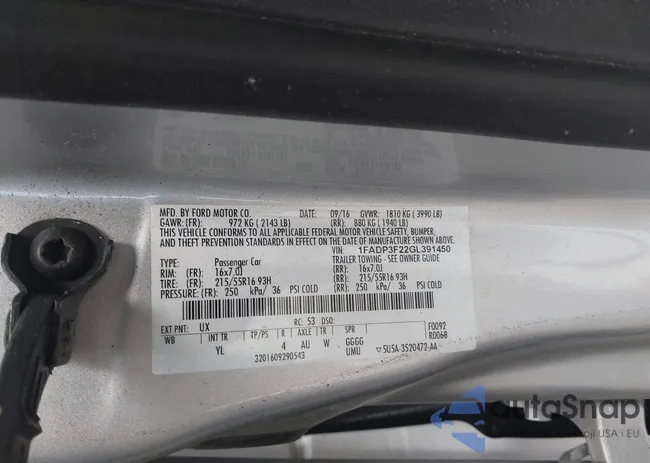 MFD. BY FORD MOTOR CO. DATE: 09/16 GVWR: 1810 KG ( 3990 LB)
GAWR: (FR): 972 KG ( 2143 LB) (RR): 880 KG ( 1940 LB)
THIS VEHICLE CONFORMS TO ALL APPLICABLE FEDERAL MOTOR VEHICLE SAFETY, BUMPER,
AND THEFT PREVENTION STANDARDS IN EFFECT ON THE DATE OF MANUFACTURE SHOWN ABOVE.
VIN: 1FADP3F22GL391450
TYPE: Passenger Car TRAILER TOWING - SEE OWNER GUIDE
RIM: (FR) 16x7.0J (RR): 16x7.0J
TIRE: (FR) 215/55R16 93H (RR): 215/55R16 93H
PRESSURE: (FR) 250 kPa/ 36 PSI COLD (RR): 250 kPa/ 36 PSI COLD
RC: 53 DSO:
EXT PNT: UX F0092
WB INT TR TP/PS R AXLE TR SPR RD068
YL 4 AU W GGGG
3201609290543 UMU 5U5A-3520472-AA
autoSnap
USA EU